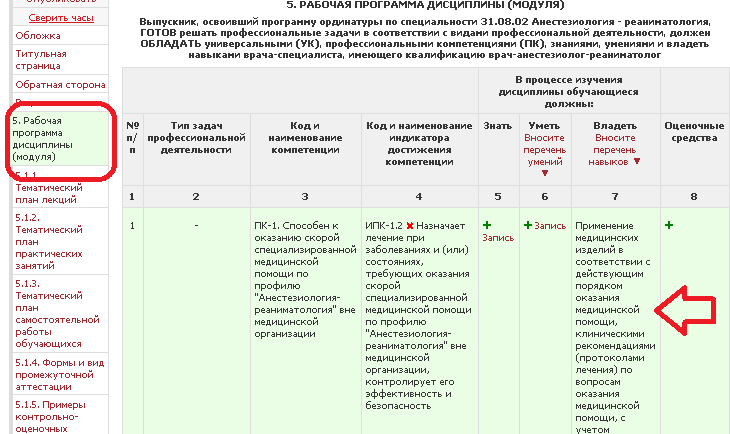 Опубликовать
Сверить часы
Обложка
Титульная
страница
Обратная сторона
5. Рабочая
программа
дисциплины
(модуля)
5.1.1.
Тематический
план лекций
5.1.2.
Тематический
план
практических
занятий
5.1.3.
Тематический
план
самостоятельной
работы
обучающихся
5.1.4. Формы и вид
промежуточной
аттестации
5.1.5. Примеры
контрольно-
оценочных
5. РАБОЧАЯ ПРОГРАММА ДИСЦИПЛИНЫ (МОДУЛЯ)
Выпускник, освоивший программу ординатуры по специальности 31.08.02 Анестезиология - реаниматология,
ГОТОВ решать профессиональные задачи в соответствии с видами профессиональной деятельности, должен
ОБЛАДАТЬ универсальными (УК), профессиональными компетенциями (ПК), знаниями, умениями и владеть
навыками врача-специалиста, имеющего квалификацию врач-анестезиолог-реаниматолог
В процессе изучения
дисциплины обучающиеся
должны:
№
п/
п
Тип задач
профессиональной
деятельности
Код и
наименование
компетенции
Код и наименование
индикатора
достижения
компетенции
Знать
Уметь
Вносите
перечень
умений
▼
Владеть
Вносите
перечень
навыков ▼
Оценочные
средства
1 2 3 4 5 6 7 8
1
-
ПК-1. Способен к
оказанию скорой
специализированной
медицинской
помощи по
профилю
"Анестезиология-
реаниматология" вне
медицинской
организации
ИПК-1.2 ✖ Назначает
лечение при
заболеваниях и (или)
состояниях,
требующих оказания
скорой
специализированной
медицинской помощи
по профилю
"Анестезиология-
реаниматология" вне
медицинской
организации,
контролирует его
эффективность и
безопасность
+
Запись
+ Запись
Применение
медицинских
изделий в
соответствии с
действующим
порядком
оказания
медицинской
помощи,
клиническими
рекомендациями
(протоколами
лечения) по
вопросам
оказания
медицинской
помощи, с
учетом
+